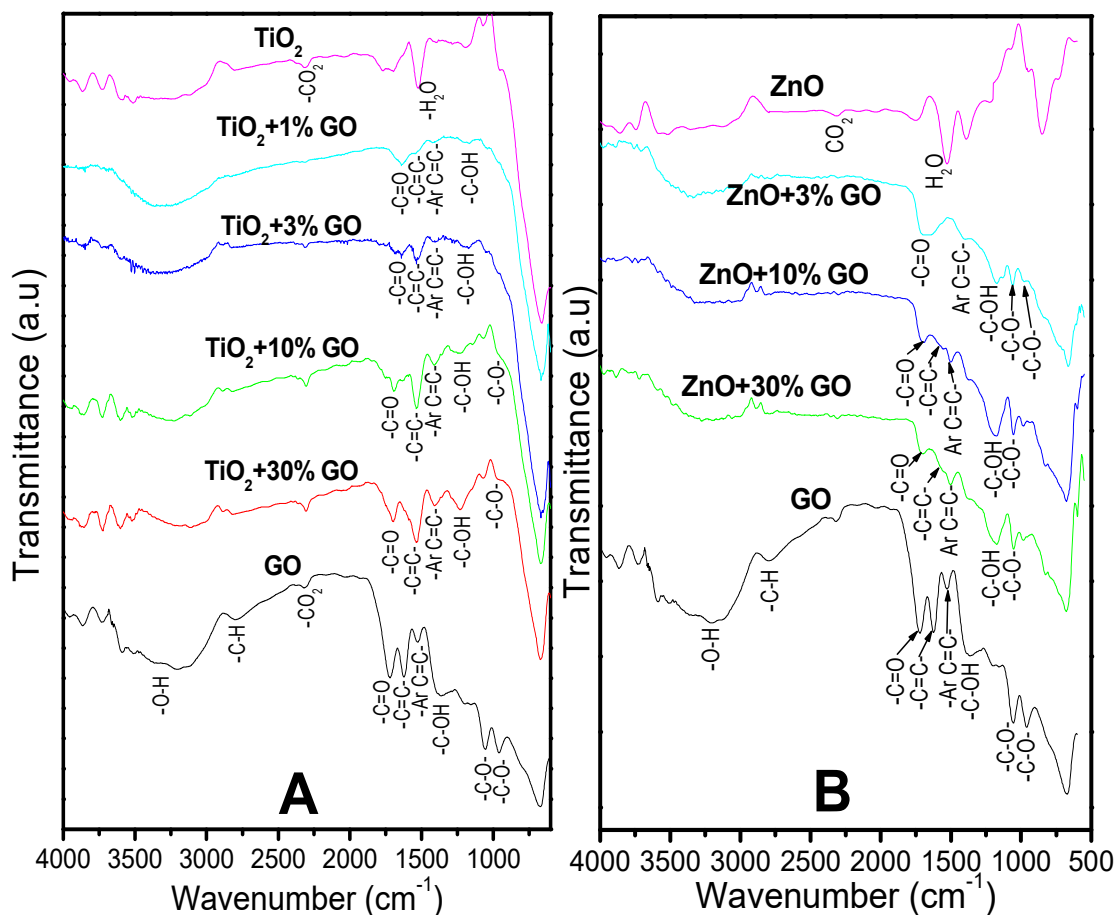 TiO2
-CO2
-H2O
TiO2+1% GO
-C=O
-C=C-
-Ar C=C-
-C-OH
TiO2+3% GO
-C=O
-C=C-
-Ar C=C-
-C-OH
TiO2+10% GO
-C=O
-C=C-
-Ar C=C-
-C-OH
-C-O-
TiO2+30% GO
-C=O
-C=C-
-Ar C=C-
-C-OH
-C-O-
GO
-O-H
-C-H
-CO2
-C=O
-C=C-
-Ar C=C-
-C-OH
-C-O-
-C-O-
A
Transmittance (a.u)
4000 3500 3000 2500 2000 1500 1000
Wavenumber (cm-1)
ZnO
CO2
H2O
ZnO+3% GO
-C=O
Ar C=C-
-C-OH
-C-O-
-C-O-
ZnO+10% GO
-C=O
-C=C-
Ar C=C-
-C-OH
-C-O-
ZnO+30% GO
-C=O
-C=C-
Ar C=C-
-C-OH
-C-O-
GO
-O-H
-C-H
-C=O
-C=C-
-Ar C=C-
-C-OH
-C-O-
-C-O-
B
Transmittance (a.u)
4000 3500 3000 2500 2000 1500 1000 500
Wavenumber (cm-1)